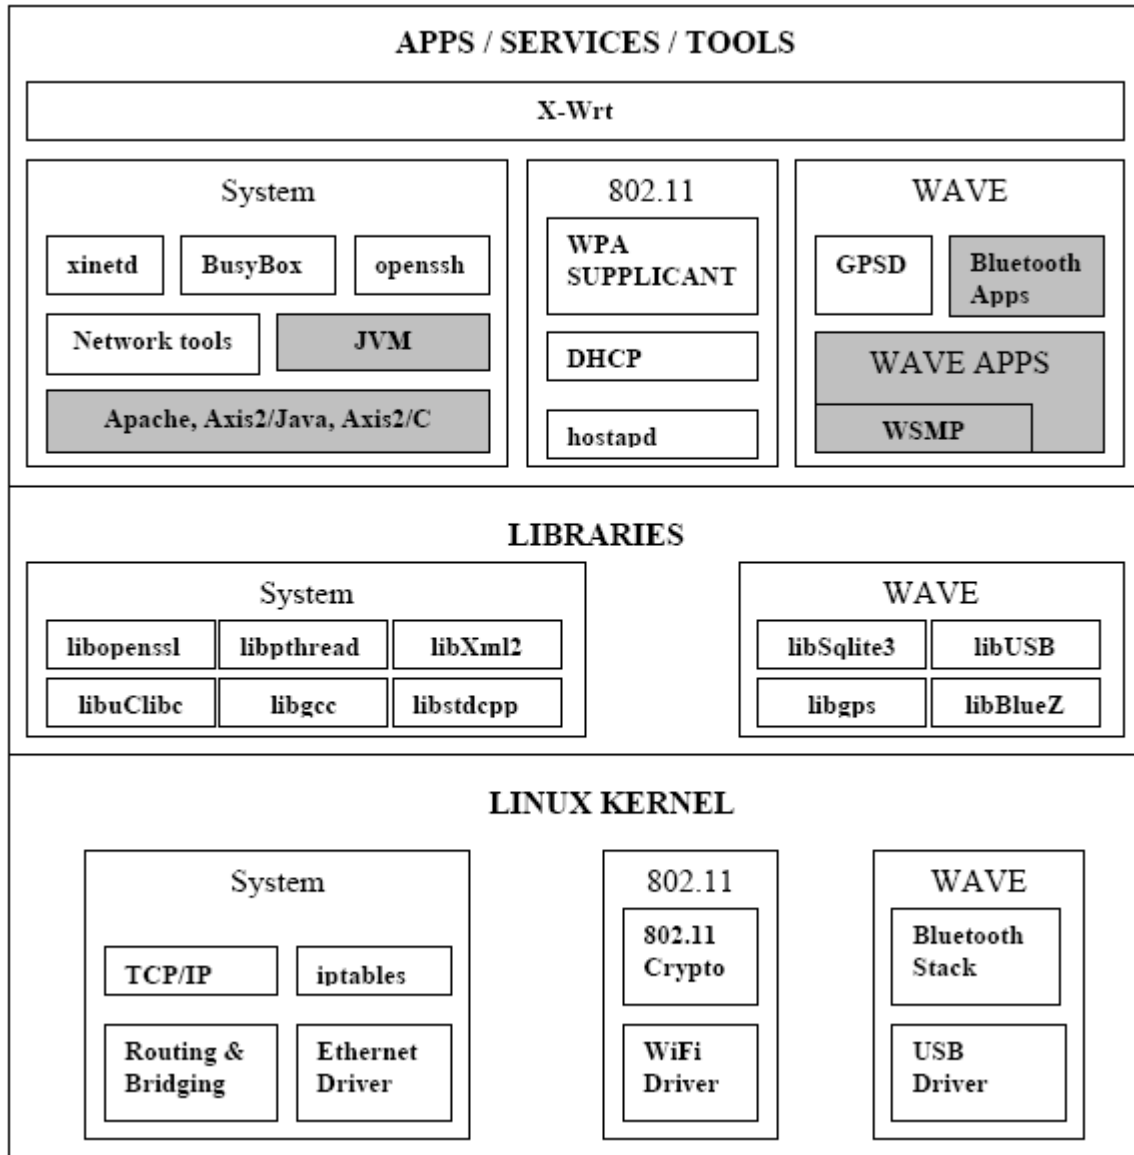 APPS / SERVICES / TOOLS
X-Wrt
System
xinetd
BusyBox
openssh
Network tools
JVM
Apache, Axis2/Java, Axis2/C
802.11
WPA
SUPPLICANT
DHCP
hostapd
WAVE
GPSD
Bluetooth
Apps
WAVE APPS
WSMP
LIBRARIES
System
libopenssl
libpthread
libXml2
libuClibc
libgcc
libstdcpp
WAVE
libSqlite3
libUSB
libgps
libBlueZ
LINUX KERNEL
System
TCP/IP
iptables
Routing &
Bridging
Ethernet
Driver
802.11
802.11
Crypto
WiFi
Driver
WAVE
Bluetooth
Stack
USB
Driver